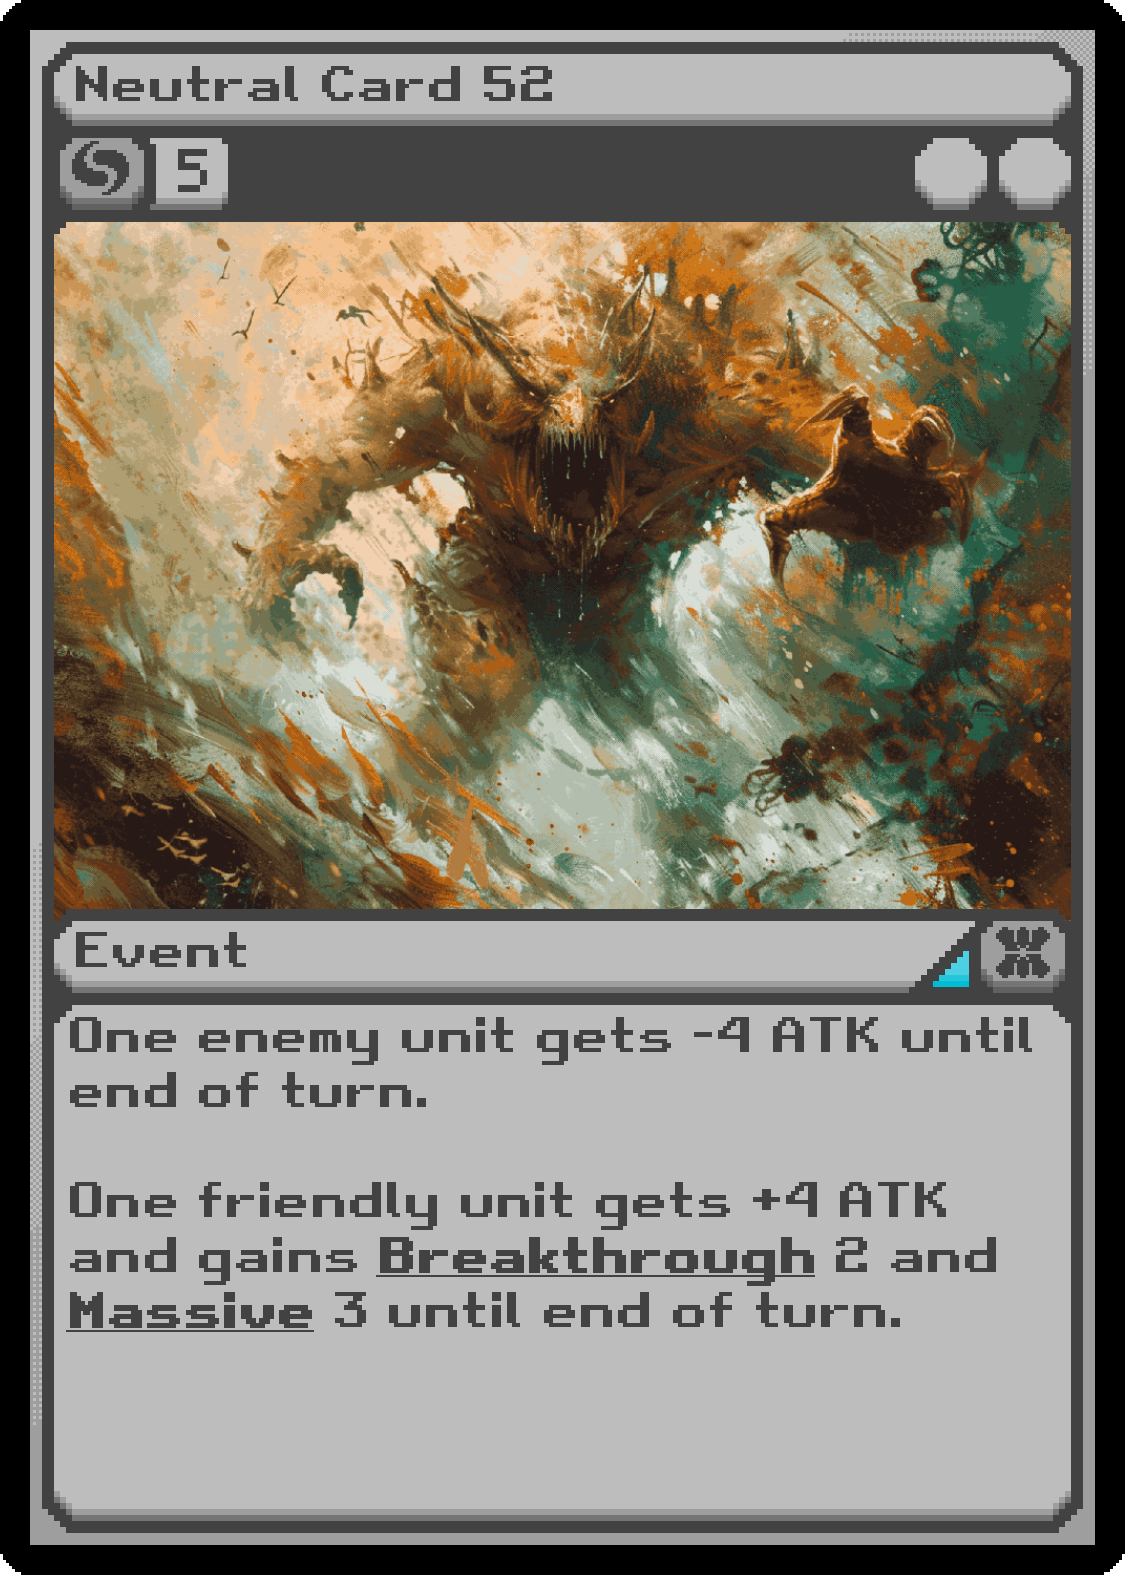 Neutral Card 52
5
Event
One enemy unit gets -4 ATK until
end of turn.
One friendly unit gets +4 ATK
and gains Breakthrough 2 and
Massive 3 until end of turn.